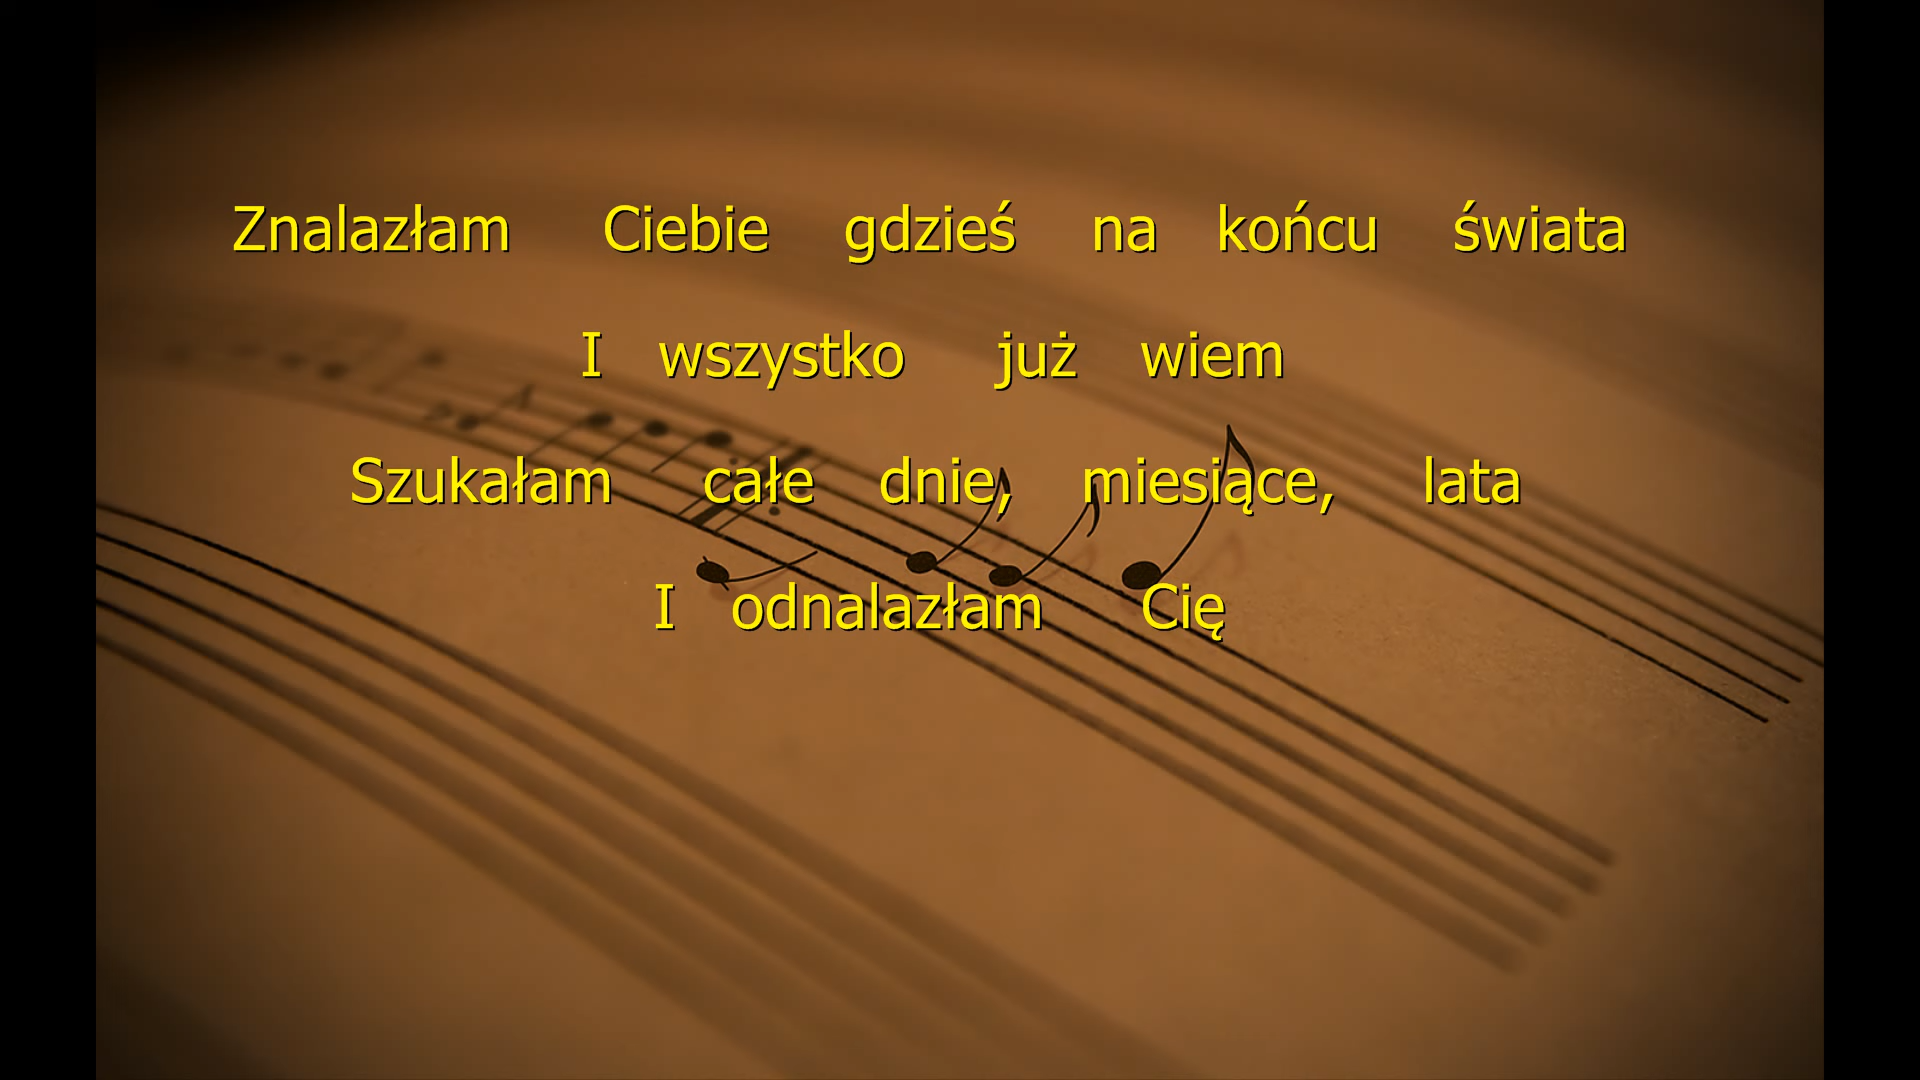 Znalazłam Ciebie gdzieś na końcu świata
I wszystko już wiem
Szukałam całe dnie, miesiące, lata
I odnalazłam Cię